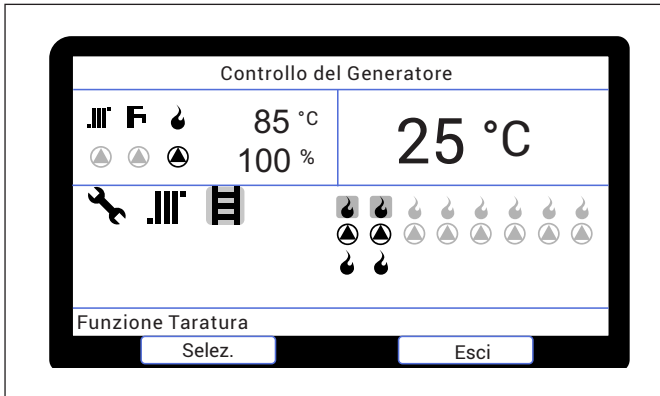 Controllo del Generatore
85 °C
100 %
25 °C
Funzione Taratura
Selez.
Esci